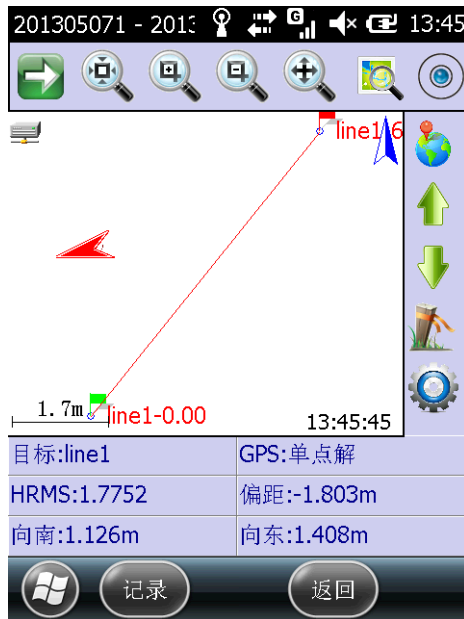 201305071 - 2013 G 13:45
line1-6
1.7m
line1-0.00
13:45:45
目标:line1
GPS:单点解
HRMS:1.7752
偏距:-1.803m
向南:1.126m
向东:1.408m
记录
返回